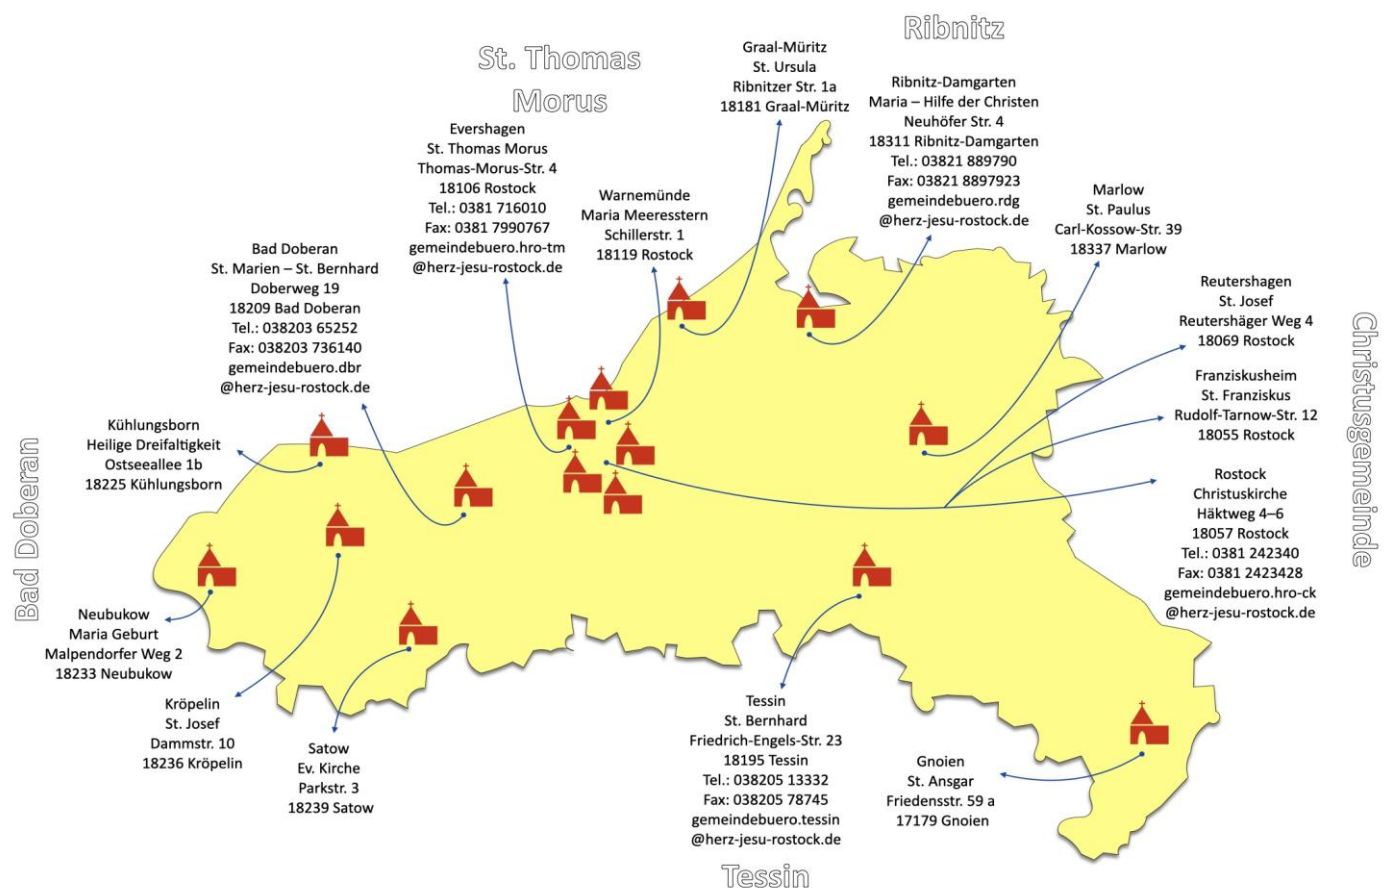 Ribnitz
St. Thomas
Morus
Graal-Müritz
St. Ursula
Ribnitzer Str. 1a
18181 Graal-Müritz
Ribnitz-Damgarten
Maria – Hilfe der Christen
Neuhöfer Str. 4
18311 Ribnitz-Damgarten
Tel.: 03821 889790
Fax: 03821 8897923
gemeindebuero.rdg
@herz-jesu-rostock.de
Evershagen
St. Thomas Morus
Thomas-Morus-Str. 4
18106 Rostock
Tel.: 0381 716010
Fax: 0381 7990767
gemeindebuero.hro-tm
@herz-jesu-rostock.de
Warnemünde
Maria Meeresstern
Schillerstr. 1
18119 Rostock
Marlow
St. Paulus
Carl-Kossow-Str. 39
18337 Marlow
Bad Doberan
St. Marien – St. Bernhard
Doberweg 19
18209 Bad Doberan
Tel.: 038203 65252
Fax: 038203 736140
gemeindebuero.dbr
@herz-jesu-rostock.de
Reutershagen
St. Josef
Reutershäger Weg 4
18069 Rostock
Christusgemeinde
Franziskusheim
St. Franziskus
Rudolf-Tarnow-Str. 12
18055 Rostock
Kühlungsborn
Heilige Dreifaltigkeit
Ostseeallee 1b
18225 Kühlungsborn
Bad Doberan
Rostock
Christuskirche
Häktweg 4–6
18057 Rostock
Tel.: 0381 242340
Fax: 0381 2423428
gemeindebuero.hro-ck
@herz-jesu-rostock.de
Neubukow
Maria Geburt
Malpendorfer Weg 2
18233 Neubukow
Kröpelin
St. Josef
Dammstr. 10
18236 Kröpelin
Satow
Ev. Kirche
Parkstr. 3
18239 Satow
Tessin
St. Bernhard
Friedrich-Engels-Str. 23
18195 Tessin
Tel.: 038205 13332
Fax: 038205 78745
gemeindebuero.tessin
@herz-jesu-rostock.de
Gnoien
St. Ansgar
Friedensstr. 59 a
17179 Gnoien
Tessin